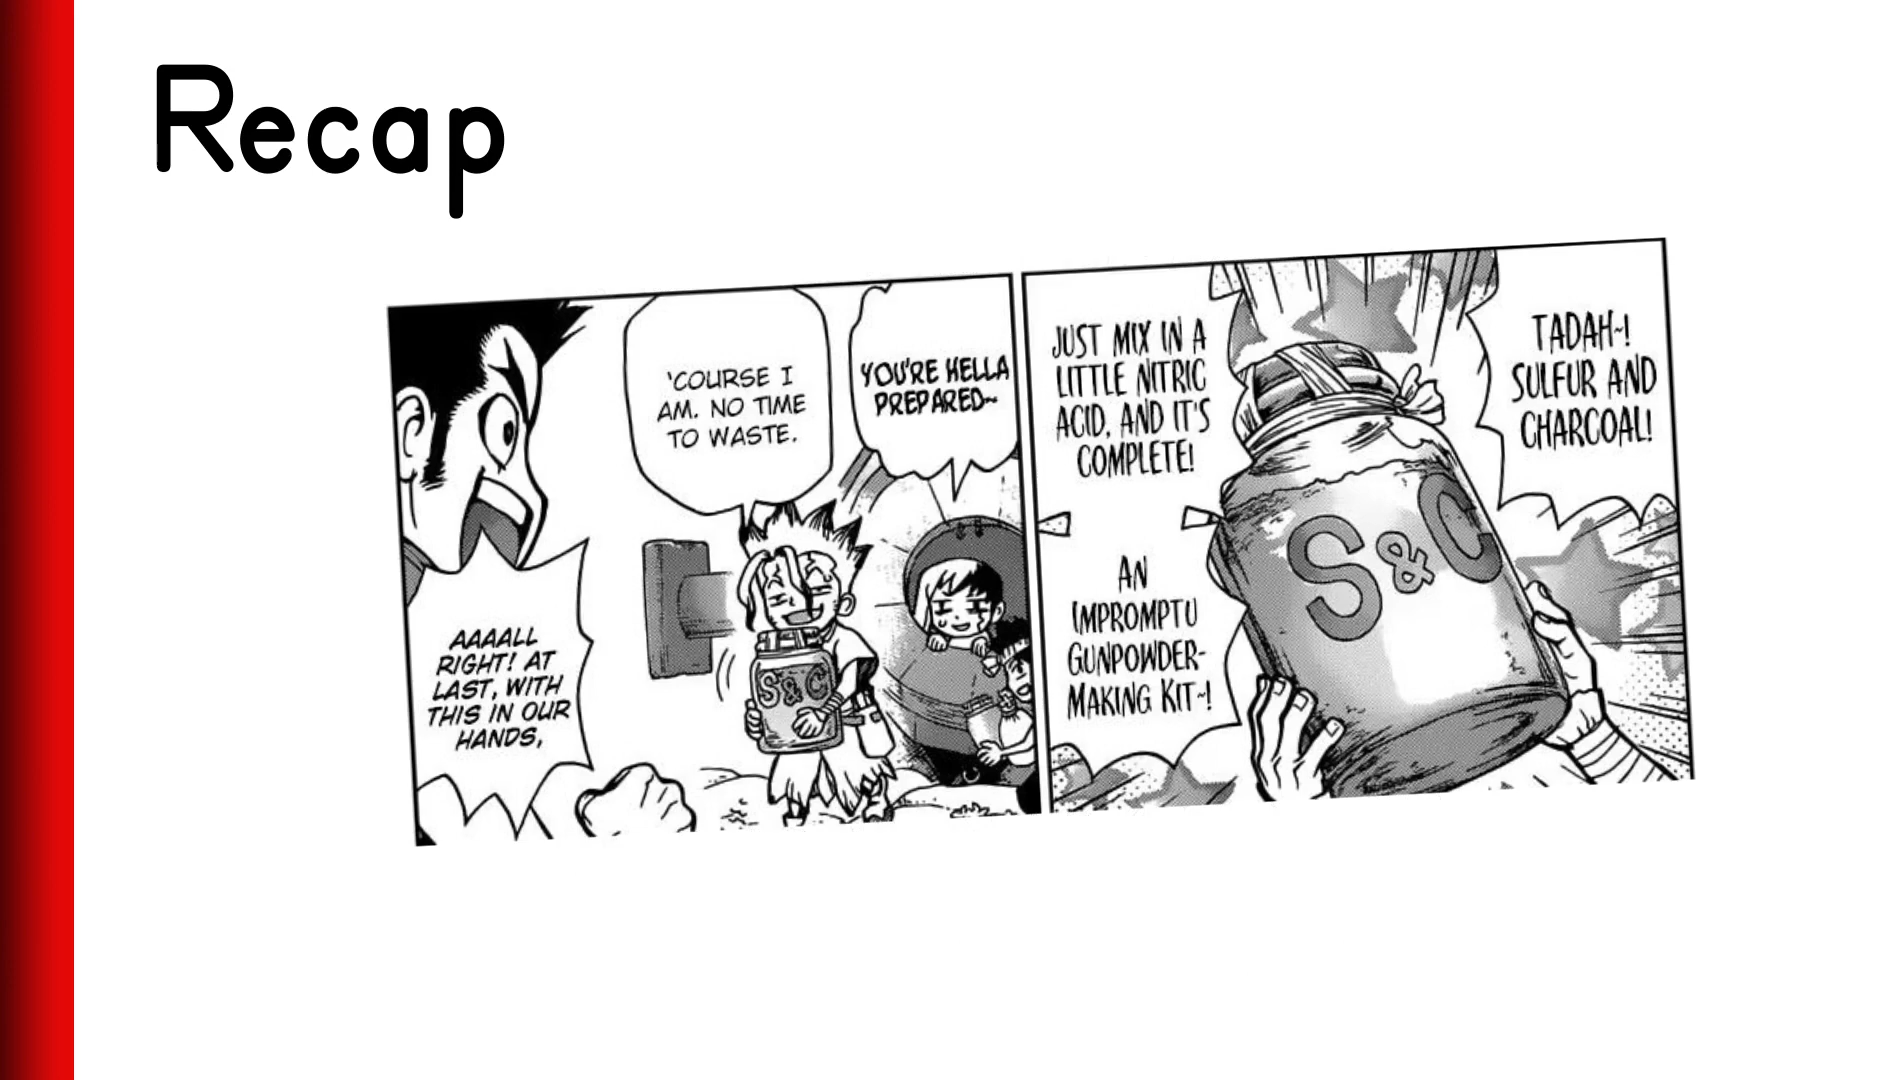 Recap
TADAH~!
SULFUR AND
CHARCOAL!
JUST MIX IN A
LITTLE NITRIC
ACID, AND IT'S
COMPLETE!
AN
IMPROMPTU
GUNPOWDER-
MAKING KIT~!
S&C
YOU'RE HELLA
PREPARED~
'COURSE I
AM. NO TIME
TO WASTE.
S&C
AAAALL
RIGHT! AT
LAST, WITH
THIS IN OUR
HANDS,